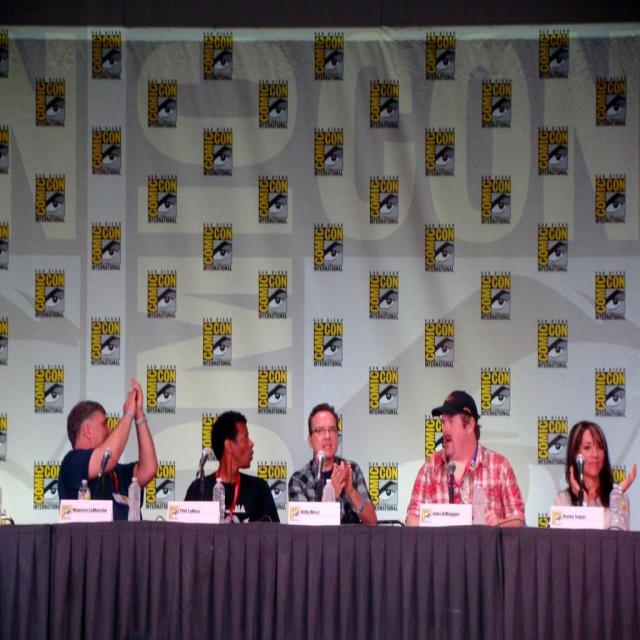 COMIC CON
INTERNATIONAL
Maurice LaMarche
Phil LaMarr
Billy West
John DiMaggio
Katey Sagal